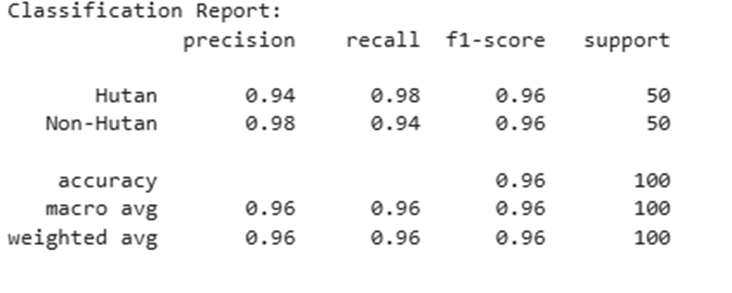 Classification Report:
precision recall f1-score support
Hutan 0.94 0.98 0.96 50
Non-Hutan 0.98 0.94 0.96 50
accuracy 0.96 100
macro avg 0.96 0.96 0.96 100
weighted avg 0.96 0.96 0.96 100